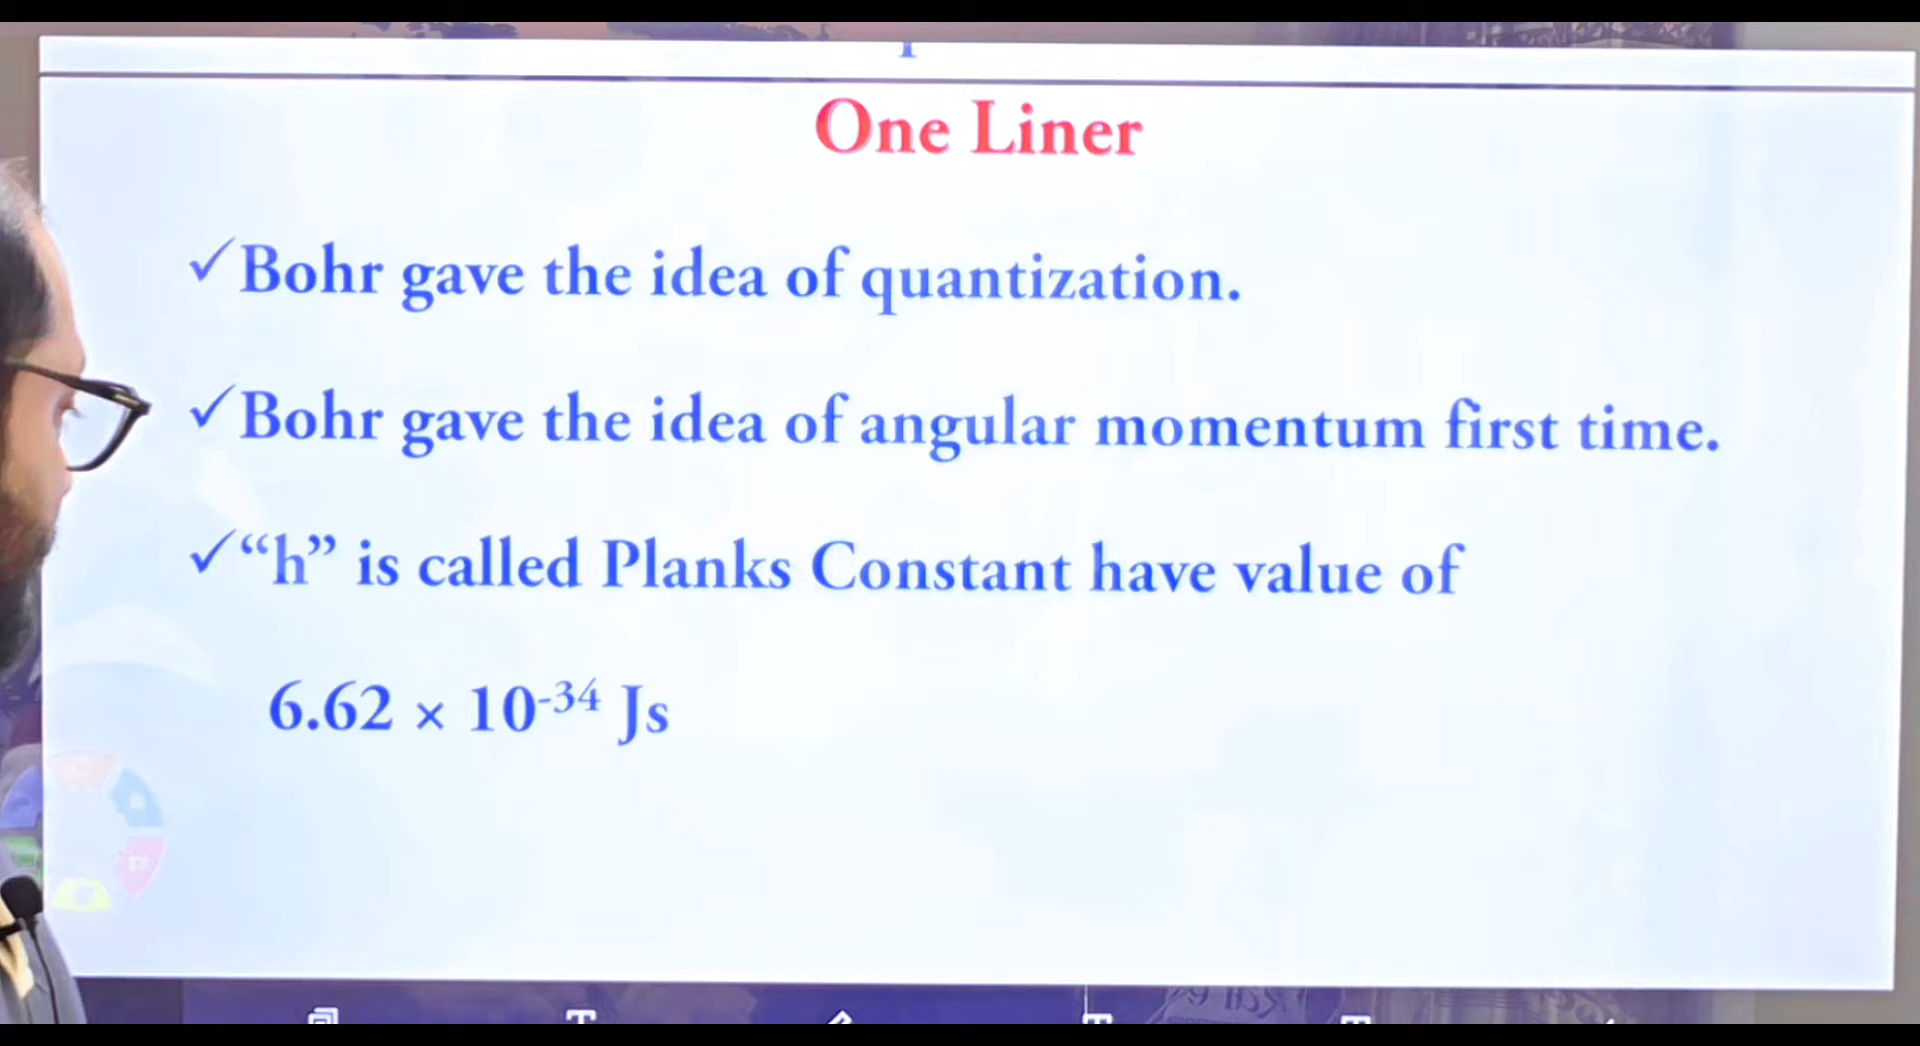 One Liner
✓Bohr gave the idea of quantization.
✓Bohr gave the idea of angular momentum first time.
✓“h” is called Planks Constant have value of
6.62 × 10⁻³⁴ Js